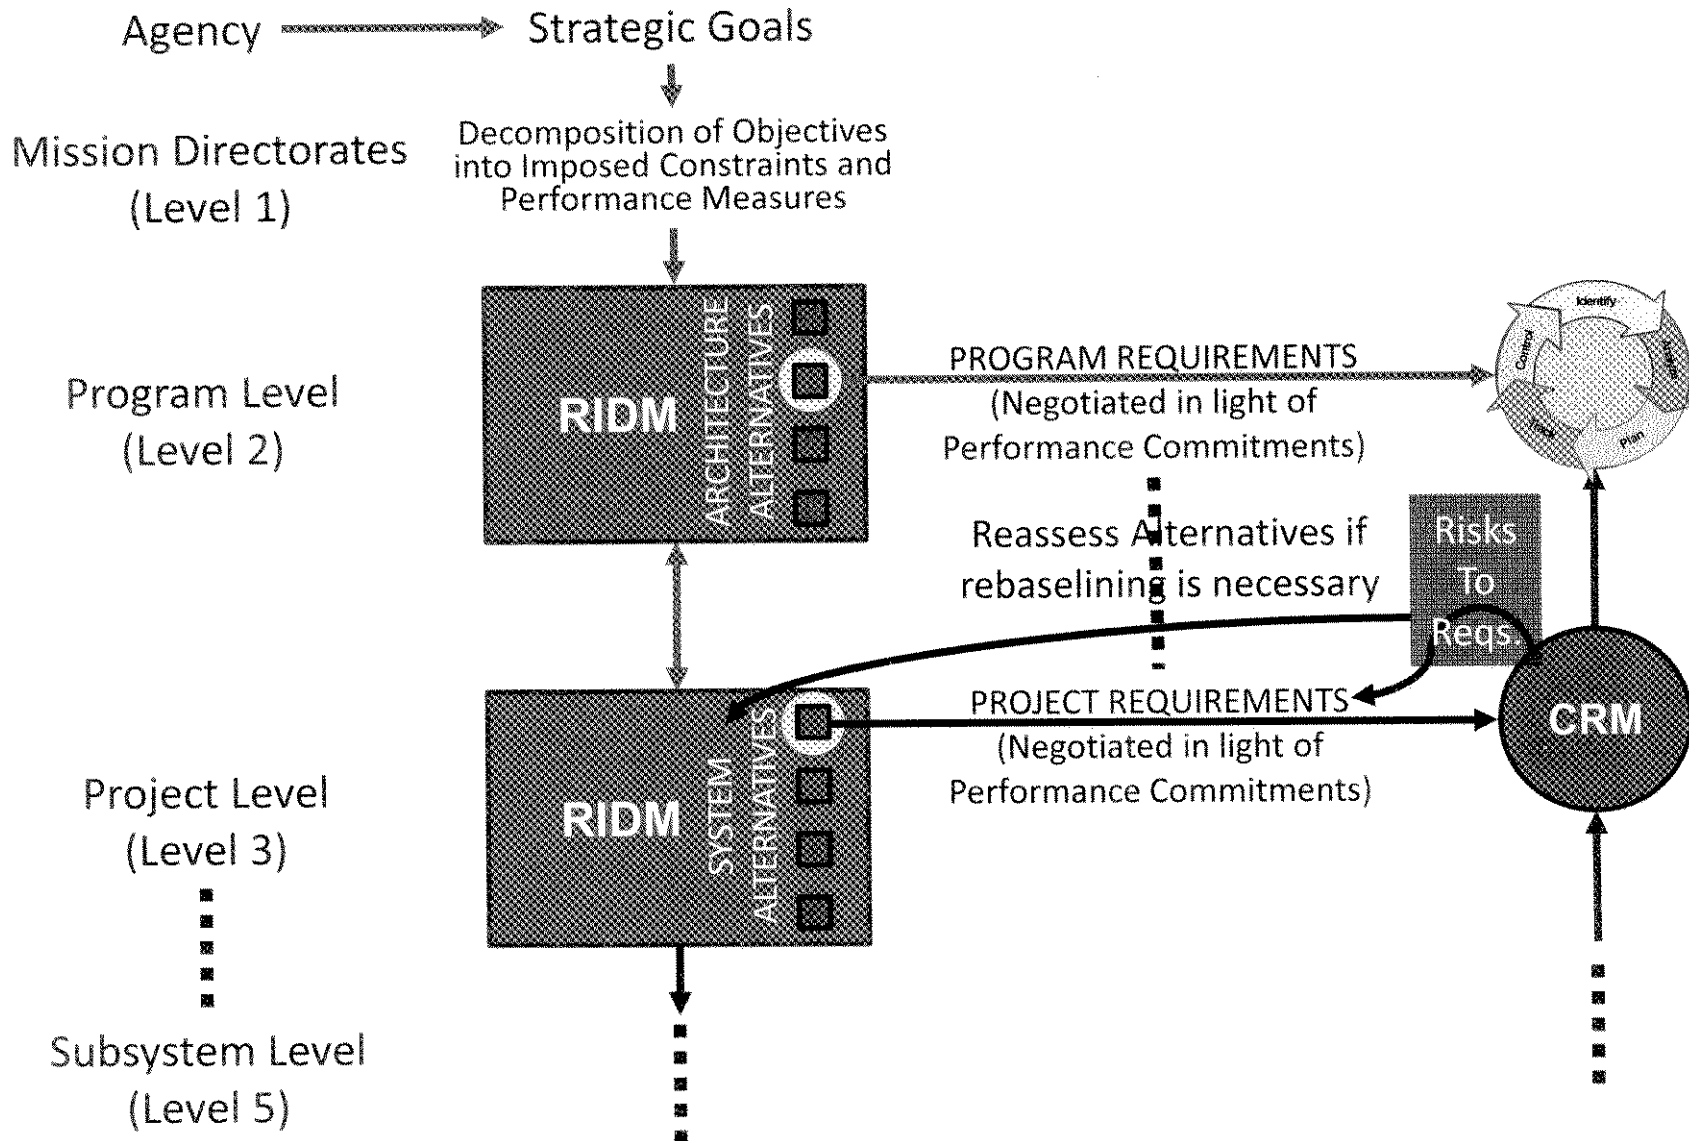 Agency
Strategic Goals
Mission Directorates
(Level 1)
Decomposition of Objectives
into Imposed Constraints and
Performance Measures
Program Level
(Level 2)
RIDM
ARCHITECTURE
ALTERNATIVES
PROGRAM REQUIREMENTS
(Negotiated in light of
Performance Commitments)
Identify
Plan
Track
Control
Reassess Alternatives if
rebaselining is necessary
Risks
To
Reqs.
Project Level
(Level 3)
RIDM
SYSTEM
ALTERNATIVES
PROJECT REQUIREMENTS
(Negotiated in light of
Performance Commitments)
CRM
Subsystem Level
(Level 5)